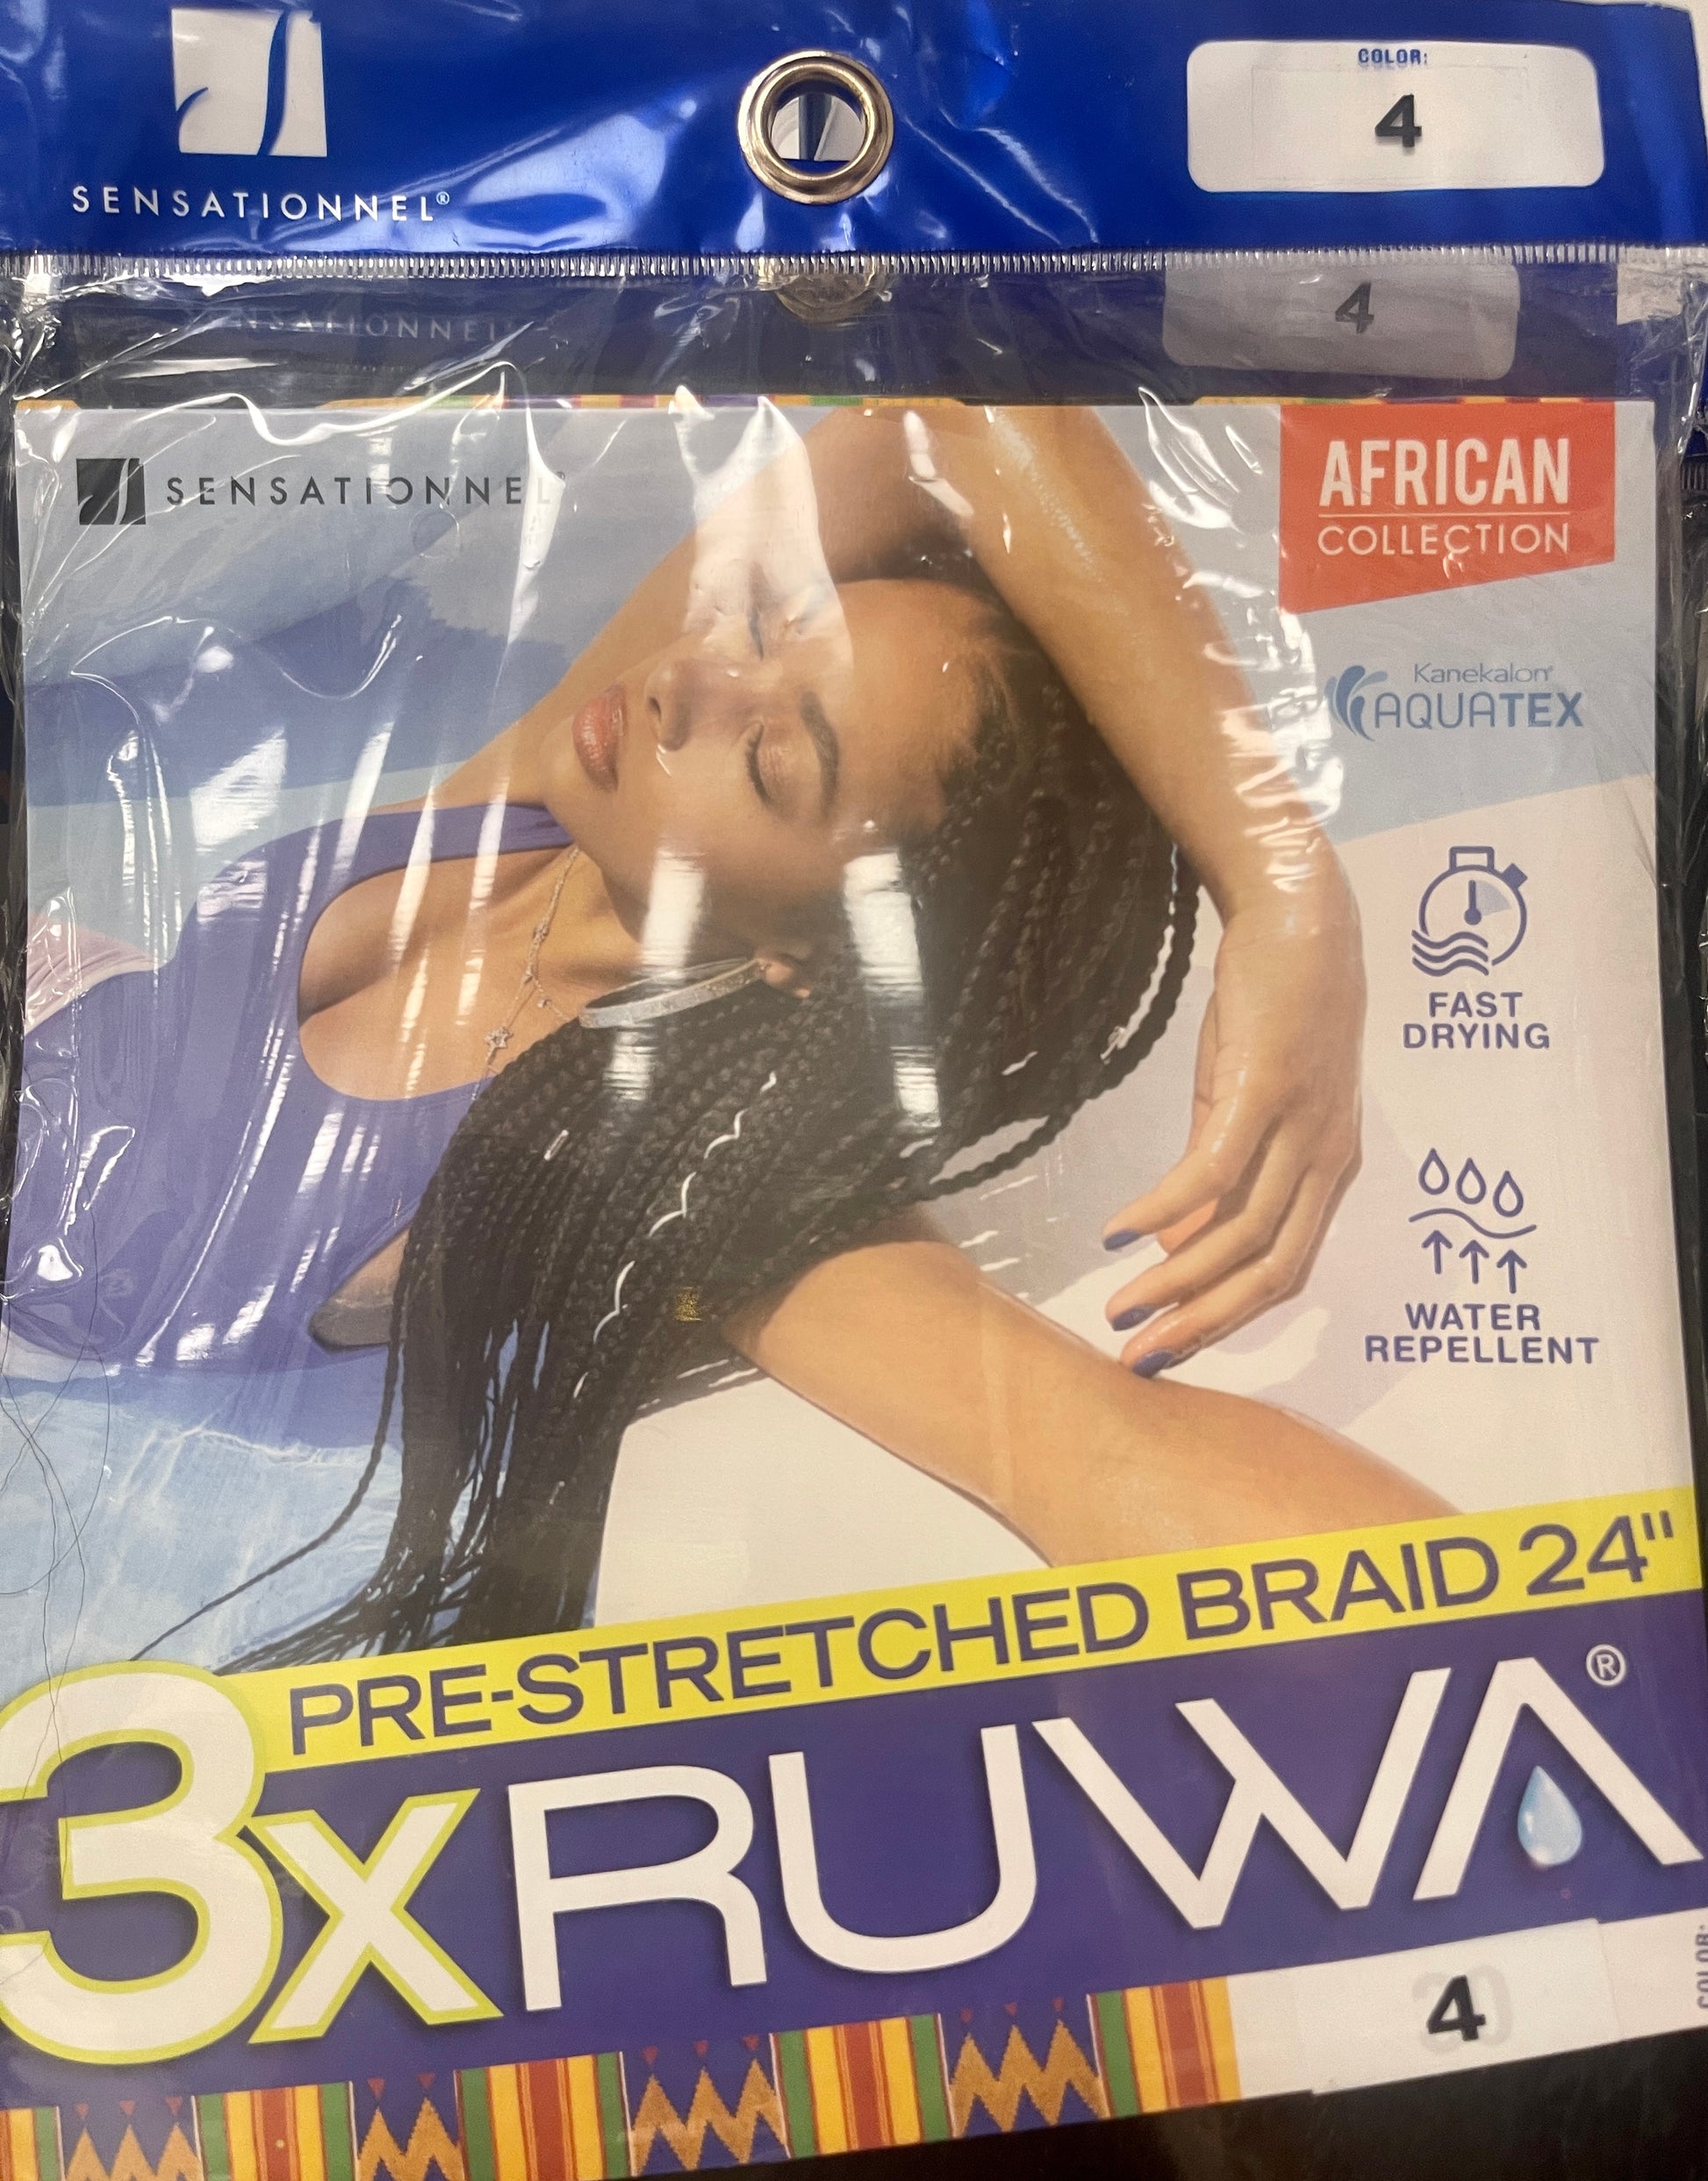 COLOR:
4
SENSATIONNEL®
SENSATIONNEL
4
SENSATIONNEL®
AFRICAN
COLLECTION
Kanekalon®
AQUATEX
FAST
DRYING
WATER
REPELLENT
PRE-STRETCHED BRAID 24"
3X RUWA®
COLOR:
4